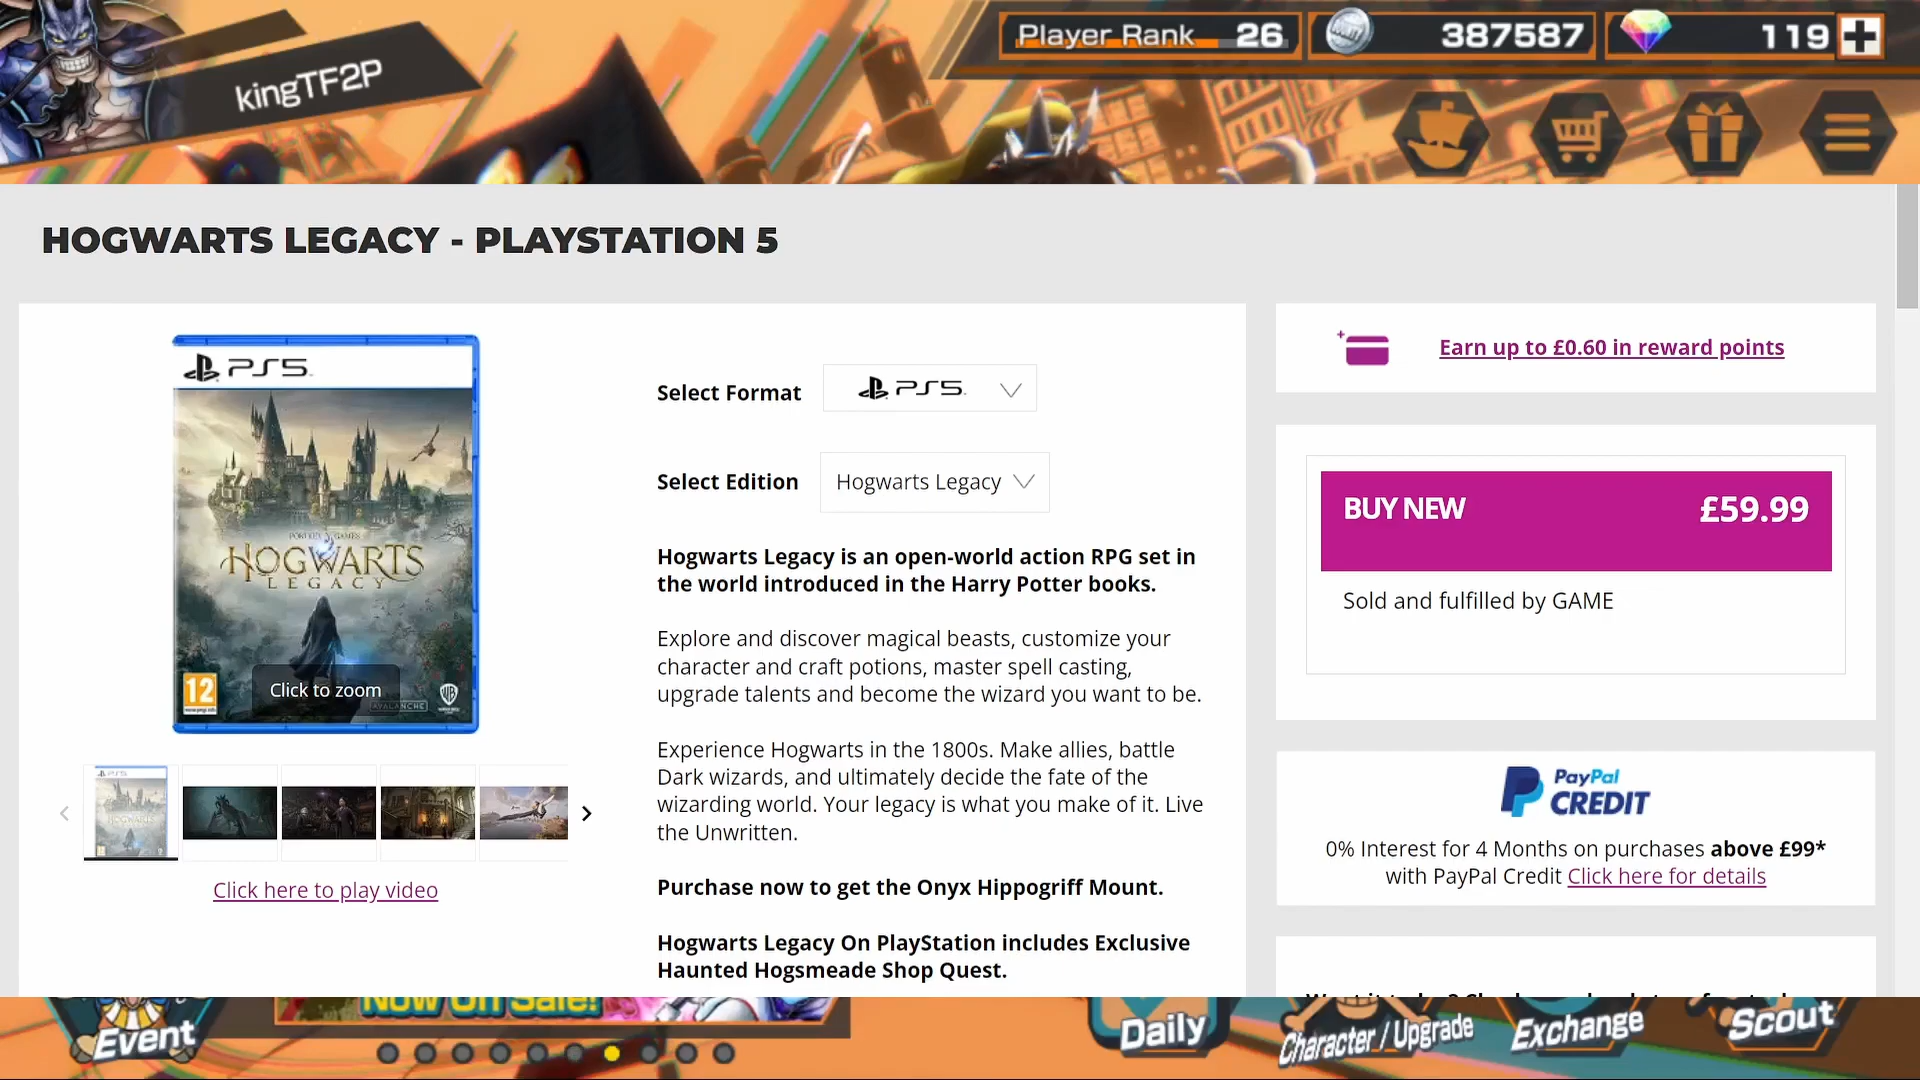 kingTF2P
Player Rank 26
387587
119
HOGWARTS LEGACY - PLAYSTATION 5
PS5
PORTKEY GAMES
HOGWARTS
LEGACY
12
Click to zoom
AVALANCHE
WB
Click here to play video
Select Format
PS5
Select Edition
Hogwarts Legacy
Hogwarts Legacy is an open-world action RPG set in
the world introduced in the Harry Potter books.
Explore and discover magical beasts, customize your
character and craft potions, master spell casting,
upgrade talents and become the wizard you want to be.
Experience Hogwarts in the 1800s. Make allies, battle
Dark wizards, and ultimately decide the fate of the
wizarding world. Your legacy is what you make of it. Live
the Unwritten.
Purchase now to get the Onyx Hippogriff Mount.
Hogwarts Legacy On PlayStation includes Exclusive
Haunted Hogsmeade Shop Quest.
Earn up to £0.60 in reward points
BUY NEW £59.99
Sold and fulfilled by GAME
PayPal
CREDIT
0% Interest for 4 Months on purchases above £99*
with PayPal Credit Click here for details
Event
Now On Sale!
Daily
Character / Upgrade
Exchange
Scout